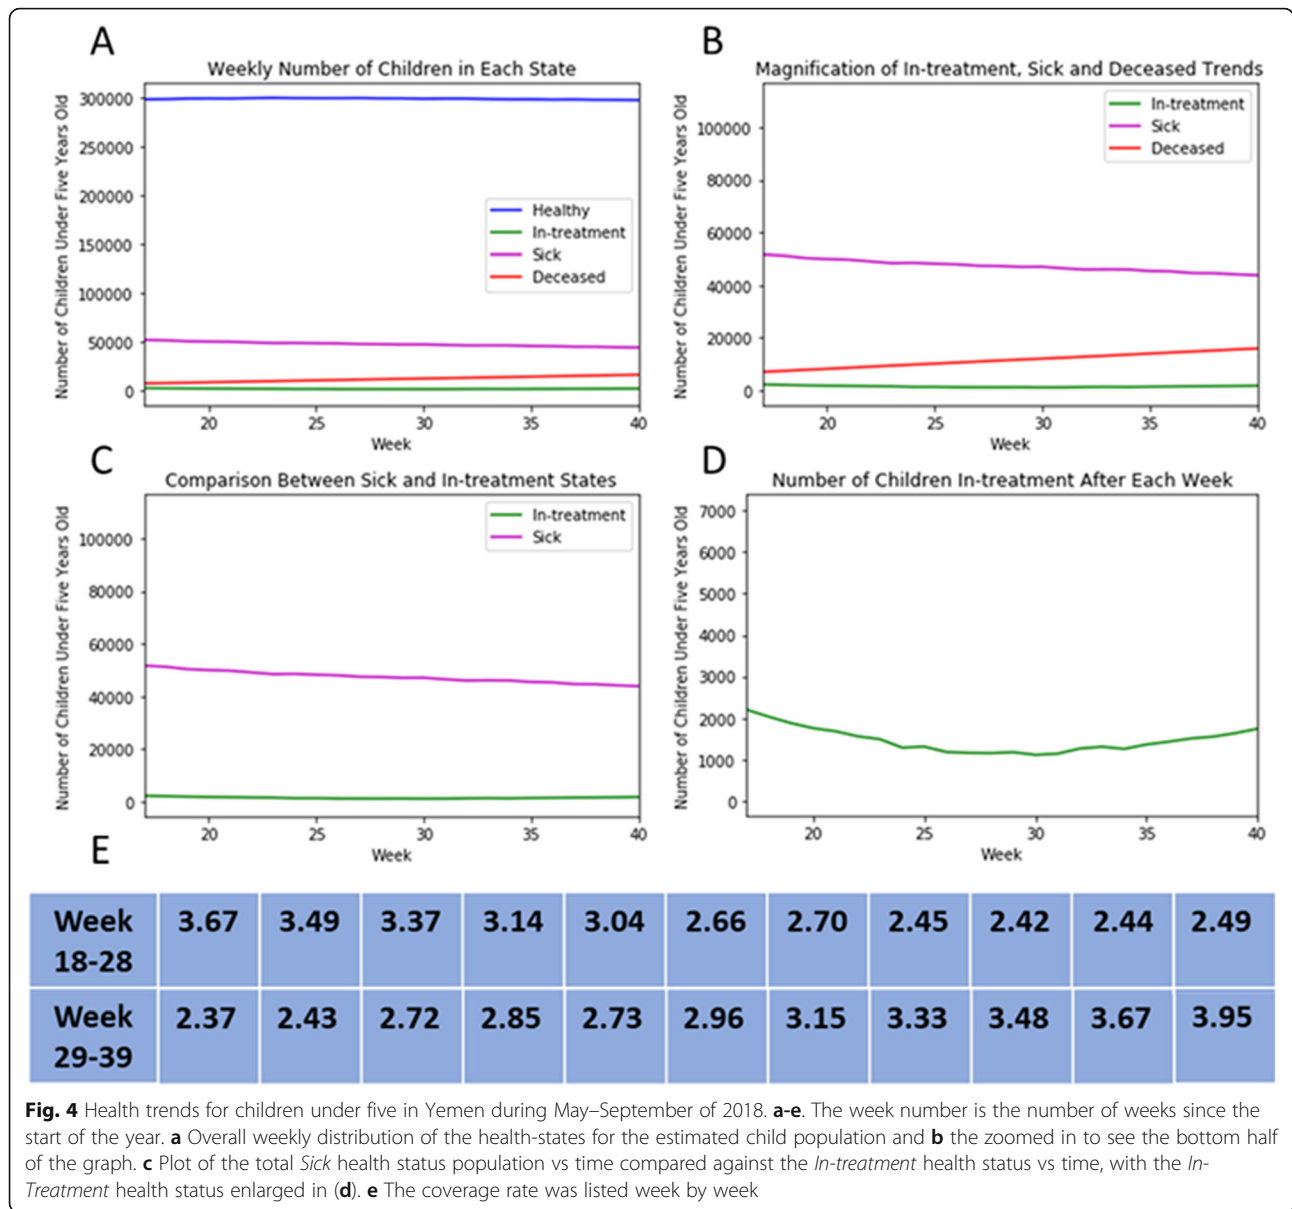 A
Weekly Number of Children in Each State
Number of Children Under Five Years Old
300000
250000
200000
150000
100000
50000
0
Healthy
In-treatment
Sick
Deceased
20 25 30 35 40
Week
B
Magnification of In-treatment, Sick and Deceased Trends
Number of Children Under Five Years Old
100000
80000
60000
40000
20000
0
In-treatment
Sick
Deceased
20 25 30 35 40
Week
C
Comparison Between Sick and In-treatment States
Number of Children Under Five Years Old
100000
80000
60000
40000
20000
0
In-treatment
Sick
20 25 30 35 40
Week
D
Number of Children In-treatment After Each Week
Number of Children Under Five Years Old
7000
6000
5000
4000
3000
2000
1000
0
20 25 30 35 40
Week
E
Week 3.67 3.49 3.37 3.14 3.04 2.66 2.70 2.45 2.42 2.44 2.49
18-28
Week 2.37 2.43 2.72 2.85 2.73 2.96 3.15 3.33 3.48 3.67 3.95
29-39
Fig. 4 Health trends for children under five in Yemen during May–September of 2018. a-e. The week number is the number of weeks since the
start of the year. a Overall weekly distribution of the health-states for the estimated child population and b the zoomed in to see the bottom half
of the graph. c Plot of the total Sick health status population vs time compared against the In-treatment health status vs time, with the In-
Treatment health status enlarged in (d). e The coverage rate was listed week by week